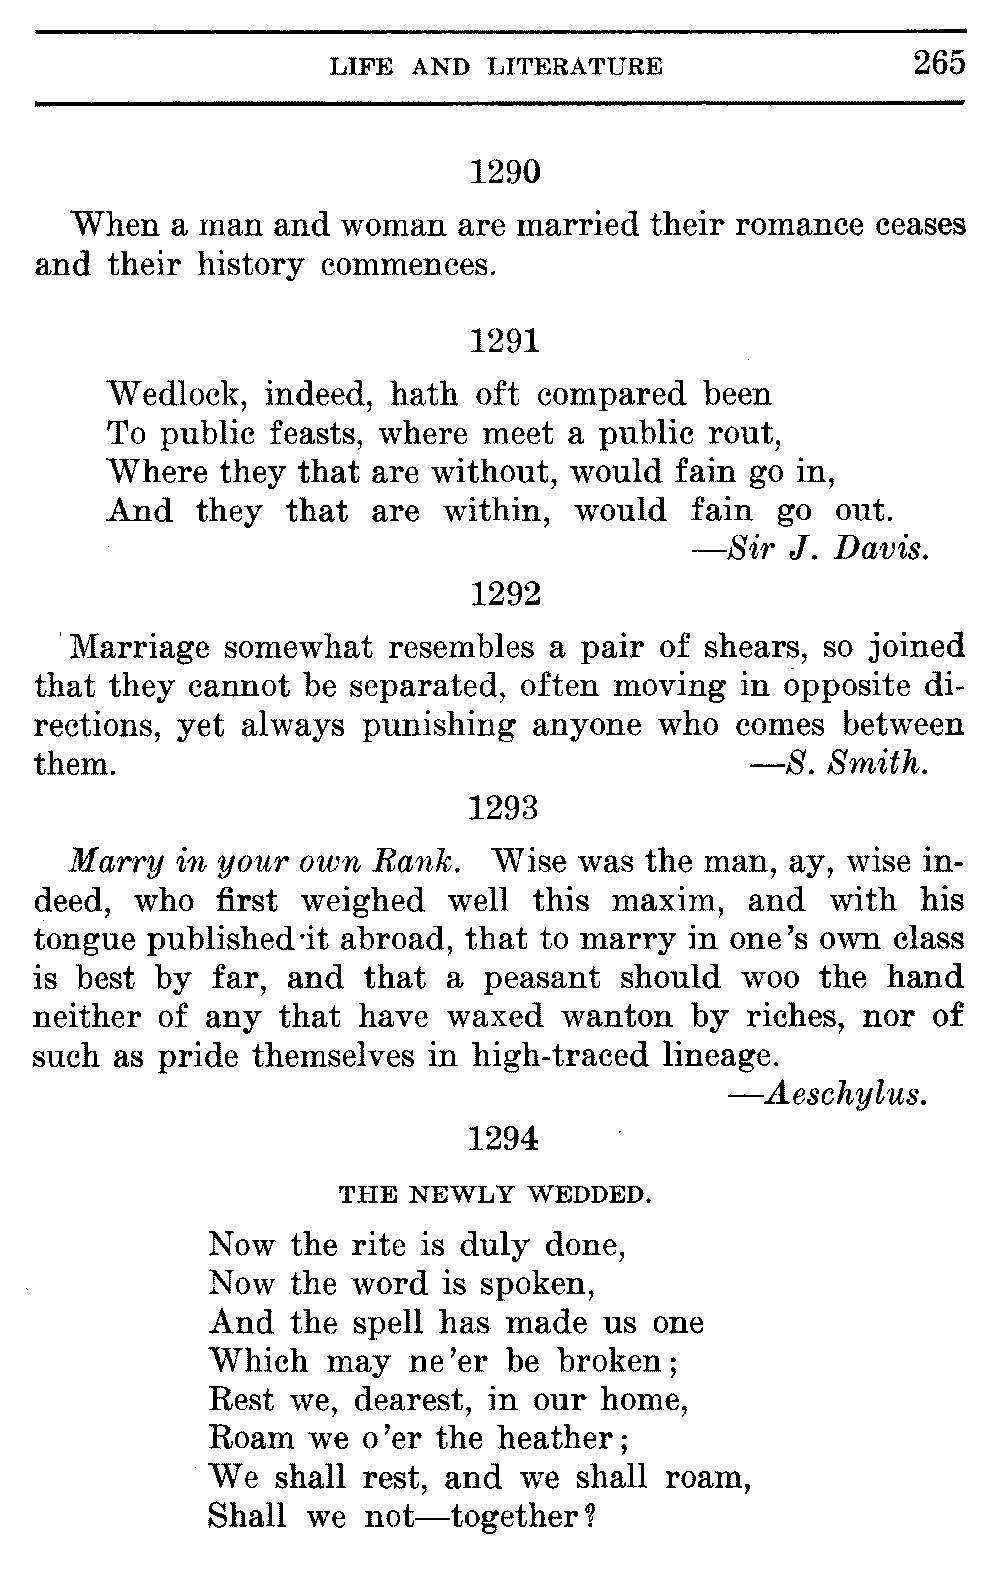 LIFE AND LITERATURE 265
1290
When a man and woman are married their romance ceases
and their history commences.
1291
Wedlock, indeed, hath oft compared been
To public feasts, where meet a public rout,
Where they that are without, would fain go in,
And they that are within, would fain go out.
—Sir J. Davis.
1292
Marriage somewhat resembles a pair of shears, so joined
that they cannot be separated, often moving in opposite di-
rections, yet always punishing anyone who comes between
them. —S. Smith.
1293
Marry in your own Rank. Wise was the man, ay, wise in-
deed, who first weighed well this maxim, and with his
tongue published it abroad, that to marry in one's own class
is best by far, and that a peasant should woo the hand
neither of any that have waxed wanton by riches, nor of
such as pride themselves in high-traced lineage.
—Aeschylus.
1294
THE NEWLY WEDDED.
Now the rite is duly done,
Now the word is spoken,
And the spell has made us one
Which may ne'er be broken;
Rest we, dearest, in our home,
Roam we o'er the heather;
We shall rest, and we shall roam,
Shall we not—together?